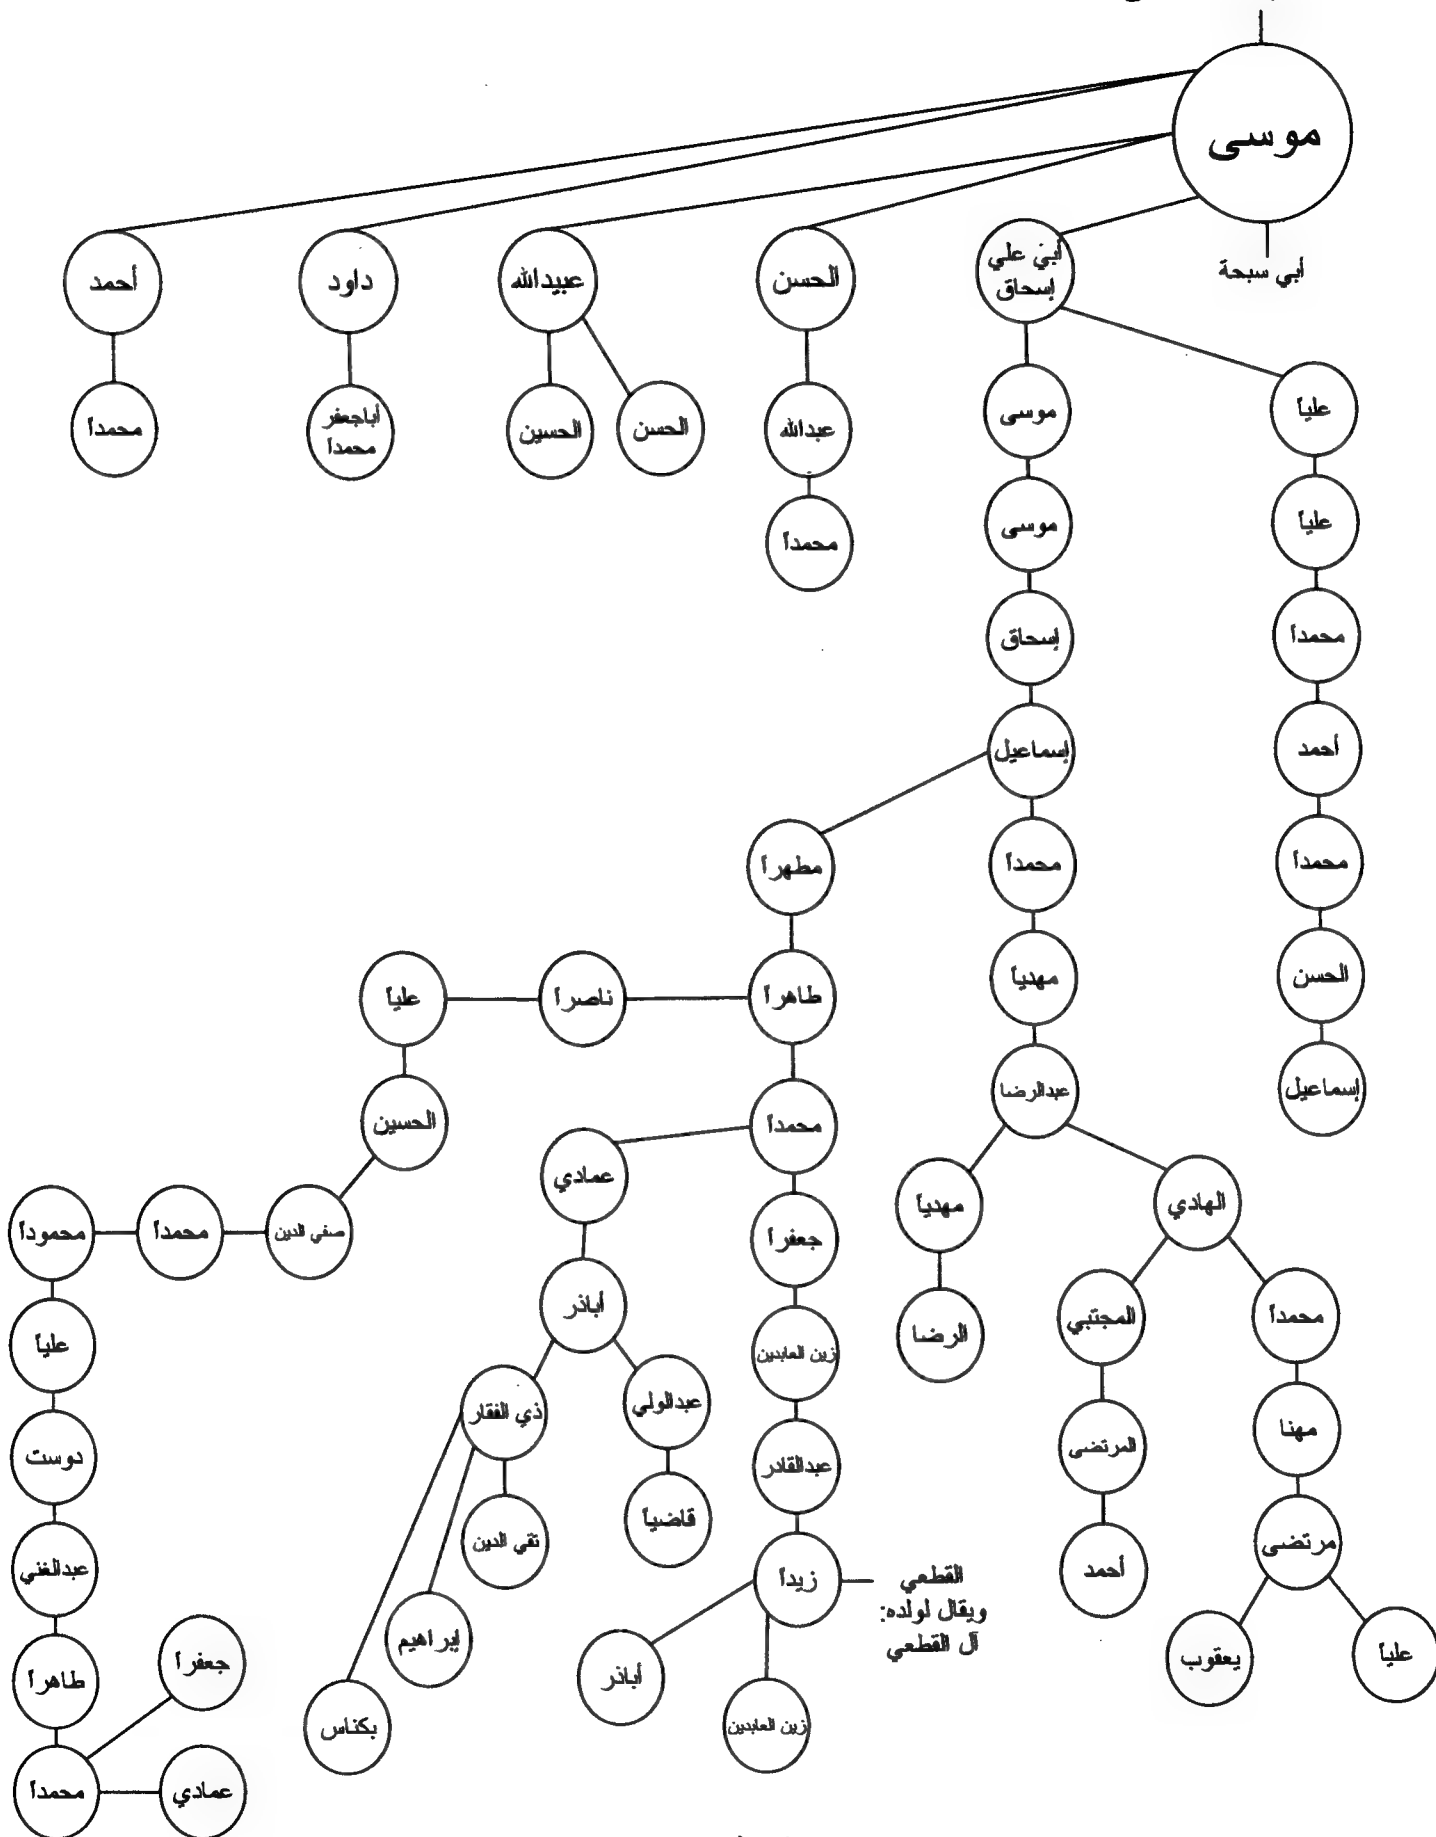 موسى
أبي سبحة
أبي علي
إسحاق
الحسن
عبيدالله
داود
أحمد
علياً
موسى
عبدالله
الحسن
الحسين
أباجعفر
محمداً
محمداً
علياً
موسى
محمداً
محمداً
إسحاق
أحمد
إسماعيل
محمداً
محمداً
مطهراً
الحسن
مهدياً
طاهراً
ناصراً
علياً
إسماعيل
عبدالرضا
محمداً
الحسين
الهادي
مهدياً
جعفراً
عمادي
صفي الدين
محمداً
محموداً
محمداً
المجتبي
الرضا
زين العابدين
أباذر
علياً
مهنا
المرتضى
عبدالقادر
عبدالولي
ذي الفقار
دوست
مرتضى
أحمد
القطعي
ويقال لولده:
آل القطعي
زيداً
قاضياً
تقي الدين
عبدالغني
علياً
يعقوب
زين العابدين
أباذر
إبراهيم
بكتاس
جعفراً
طاهراً
عمادي
محمداً